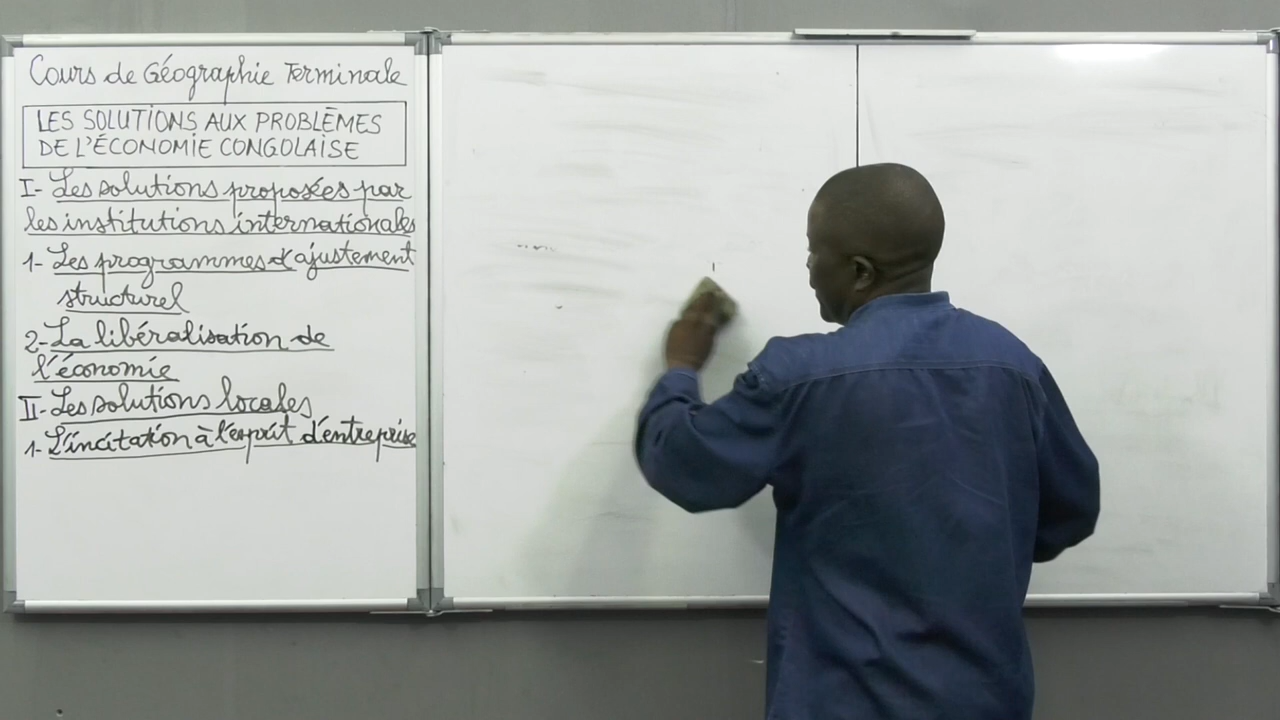 Cours de Géographie Terminale
LES SOLUTIONS AUX PROBLÈMES
DE L'ÉCONOMIE CONGOLAISE
I- Les solutions proposées par
les institutions internationales
1- Les programmes d'ajustement
structurel
2- La libéralisation de
l'économie
II- Les solutions locales
1- L'incitation à l'esprit d'entreprise